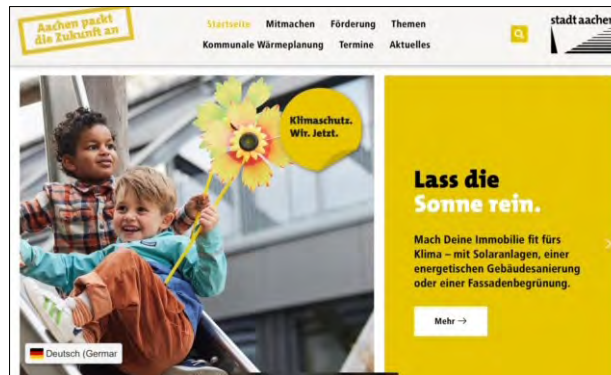 Aachen packt
die Zukunft an
Startseite Mitmachen Förderung Themen
Kommunale Wärmeplanung Termine Aktuelles
stadt aachen
Klimaschutz.
Wir. Jetzt.
Lass die
Sonne rein.
Mach Deine Immobilie fit fürs
Klima – mit Solaranlagen, einer
energetischen Gebäudesanierung
oder einer Fassadenbegrünung.
Mehr →
Deutsch (Germar